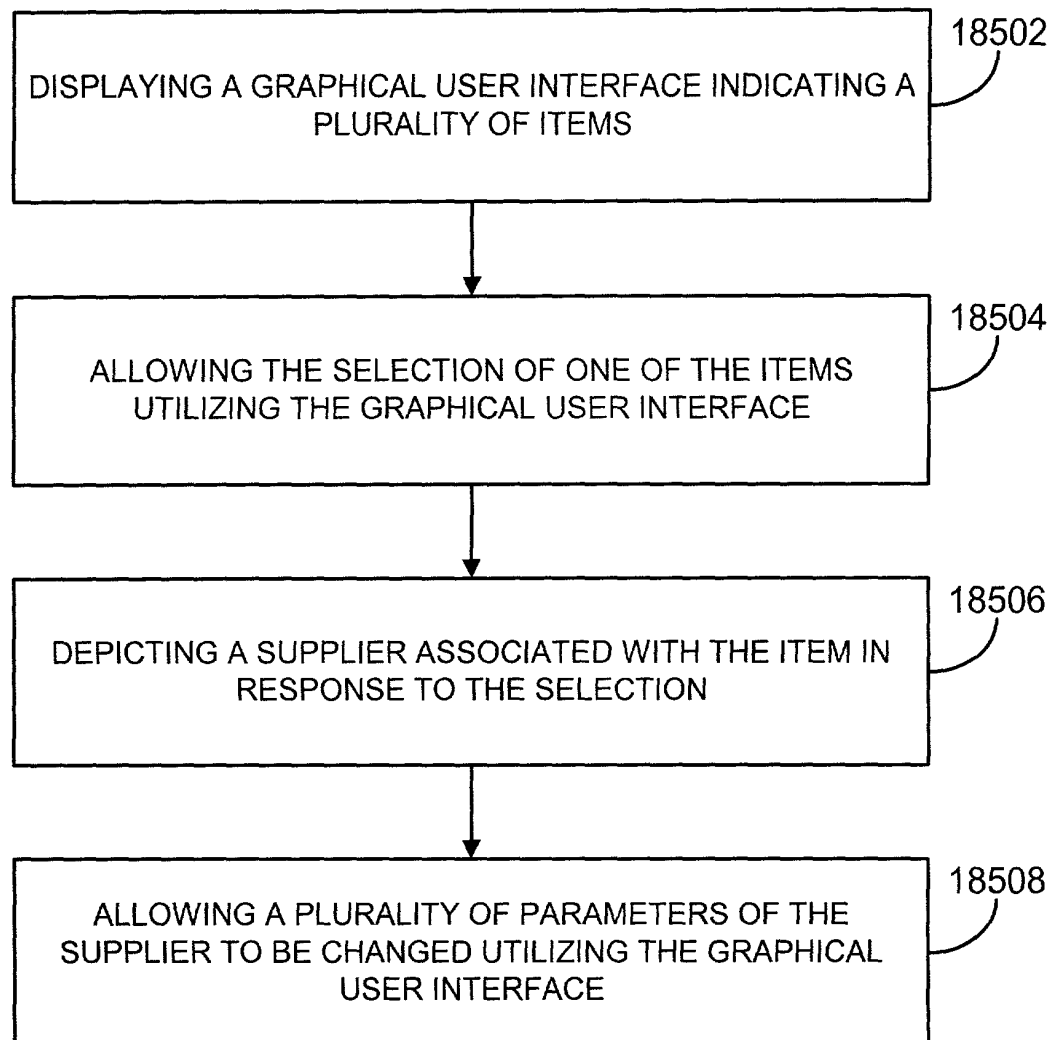 18502
DISPLAYING A GRAPHICAL USER INTERFACE INDICATING A
PLURALITY OF ITEMS
18504
ALLOWING THE SELECTION OF ONE OF THE ITEMS
UTILIZING THE GRAPHICAL USER INTERFACE
18506
DEPICTING A SUPPLIER ASSOCIATED WITH THE ITEM IN
RESPONSE TO THE SELECTION
18508
ALLOWING A PLURALITY OF PARAMETERS OF THE
SUPPLIER TO BE CHANGED UTILIZING THE GRAPHICAL
USER INTERFACE